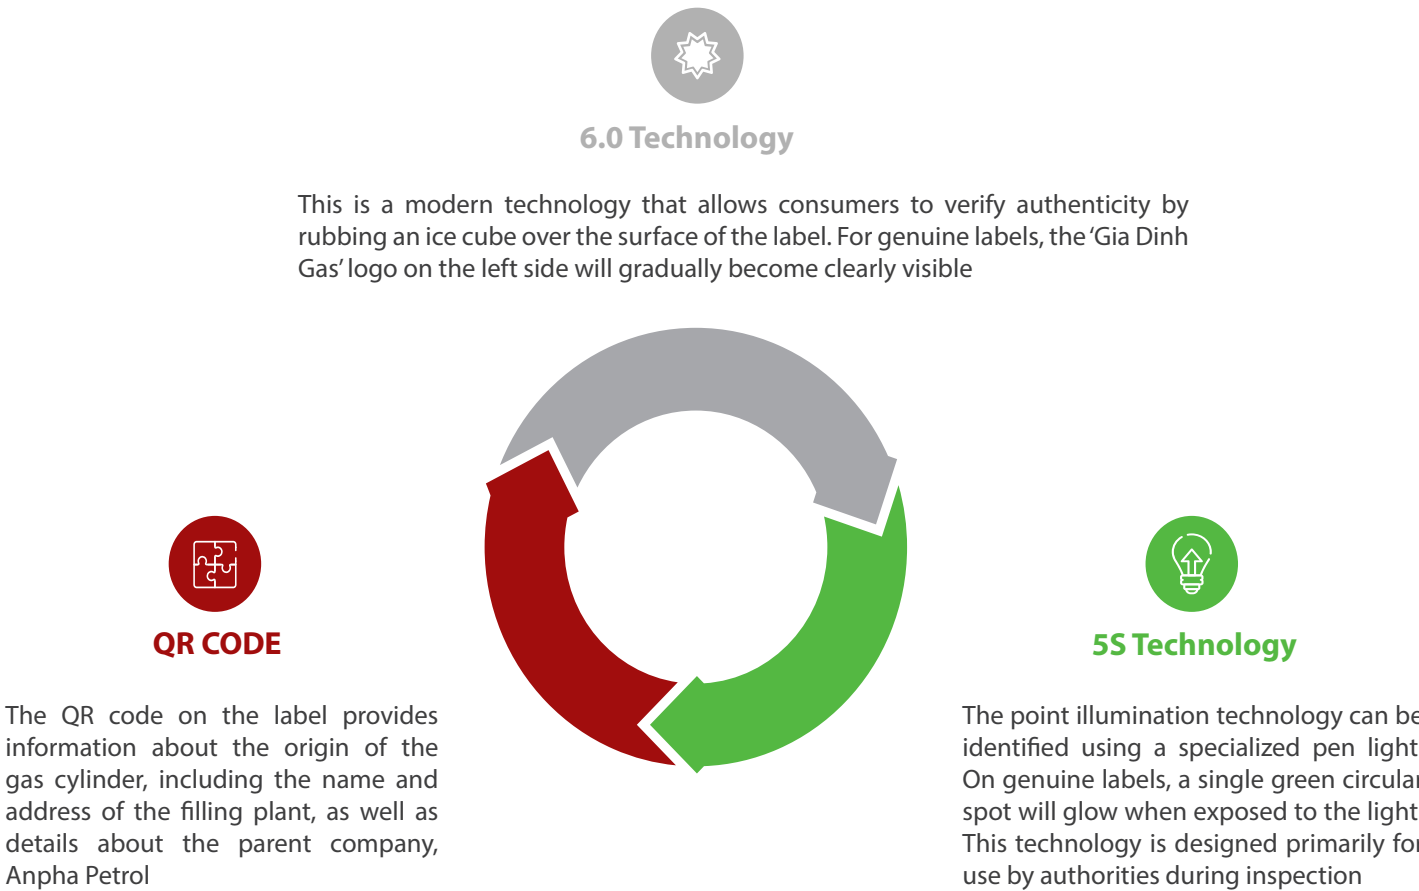 6.0 Technology
This is a modern technology that allows consumers to verify authenticity by
rubbing an ice cube over the surface of the label. For genuine labels, the ‘Gia Dinh
Gas’ logo on the left side will gradually become clearly visible
QR CODE
The QR code on the label provides
information about the origin of the
gas cylinder, including the name and
address of the filling plant, as well as
details about the parent company,
Anpha Petrol
5S Technology
The point illumination technology can be
identified using a specialized pen light.
On genuine labels, a single green circular
spot will glow when exposed to the light.
This technology is designed primarily for
use by authorities during inspection